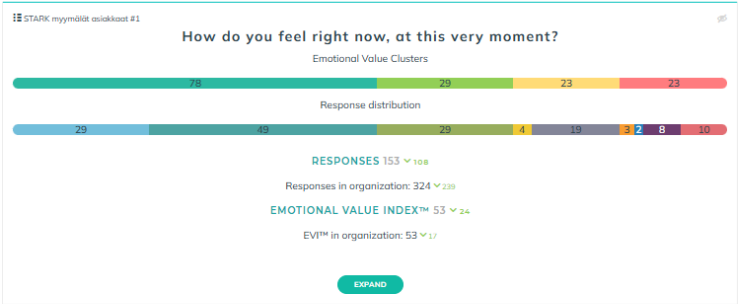 STARK myymälät asiakkaat #1
How do you feel right now, at this very moment?
Emotional Value Clusters
78 29 23 23
Response distribution
29 49 29 4 19 3 2 8 10
RESPONSES 153 108
Responses in organization: 324 239
EMOTIONAL VALUE INDEX™ 53 24
EVI™ in organization: 53 17
EXPAND